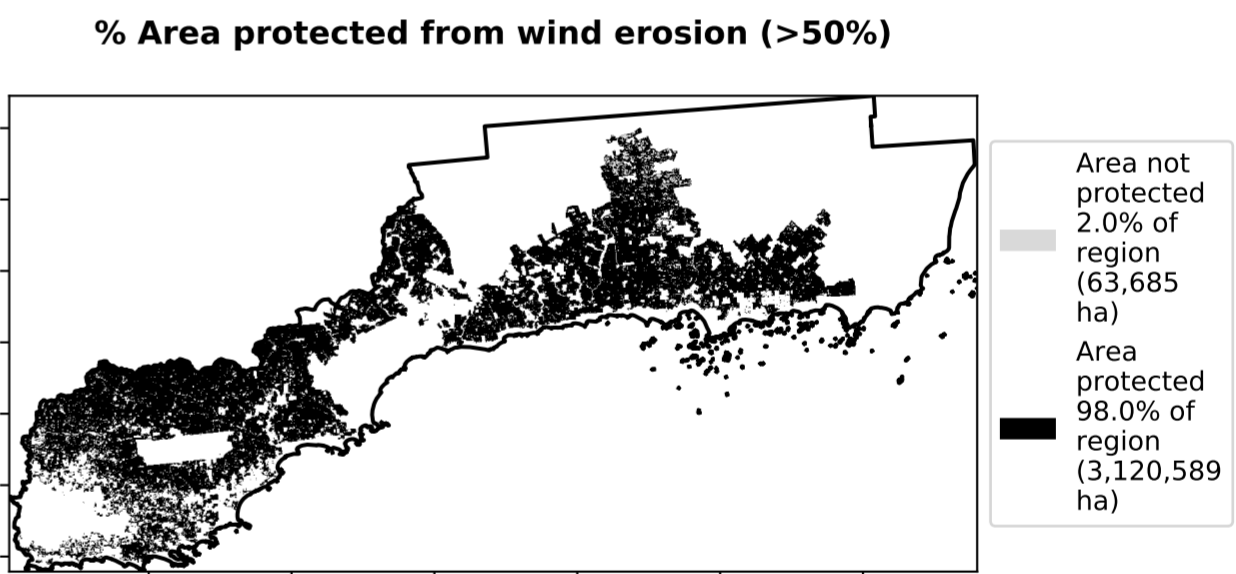 % Area protected from wind erosion (>50%)
Area not
protected
2.0% of
region
(63,685
ha)
Area
protected
98.0% of
region
(3,120,589
ha)